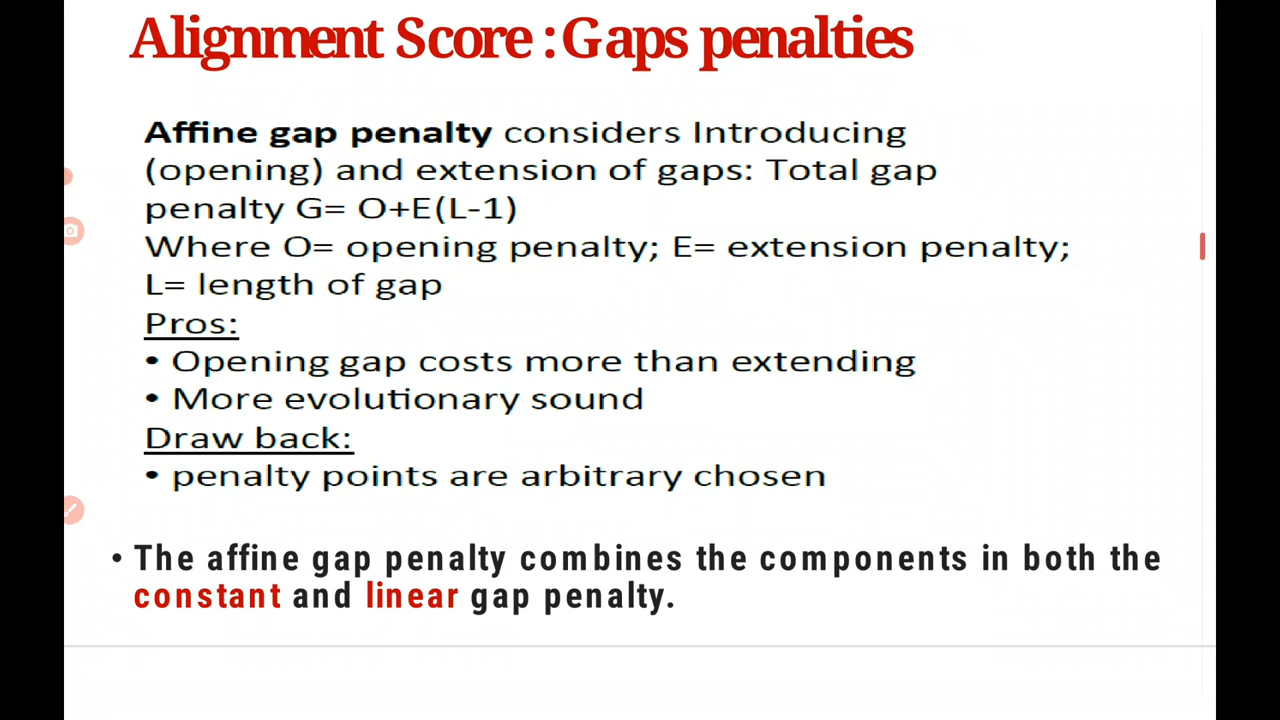 Alignment Score : Gaps penalties
Affine gap penalty considers Introducing
(opening) and extension of gaps: Total gap
penalty G= O+E(L-1)
Where O= opening penalty; E= extension penalty;
L= length of gap
Pros:
• Opening gap costs more than extending
• More evolutionary sound
Draw back:
• penalty points are arbitrary chosen
• The affine gap penalty combines the components in both the
constant and linear gap penalty.